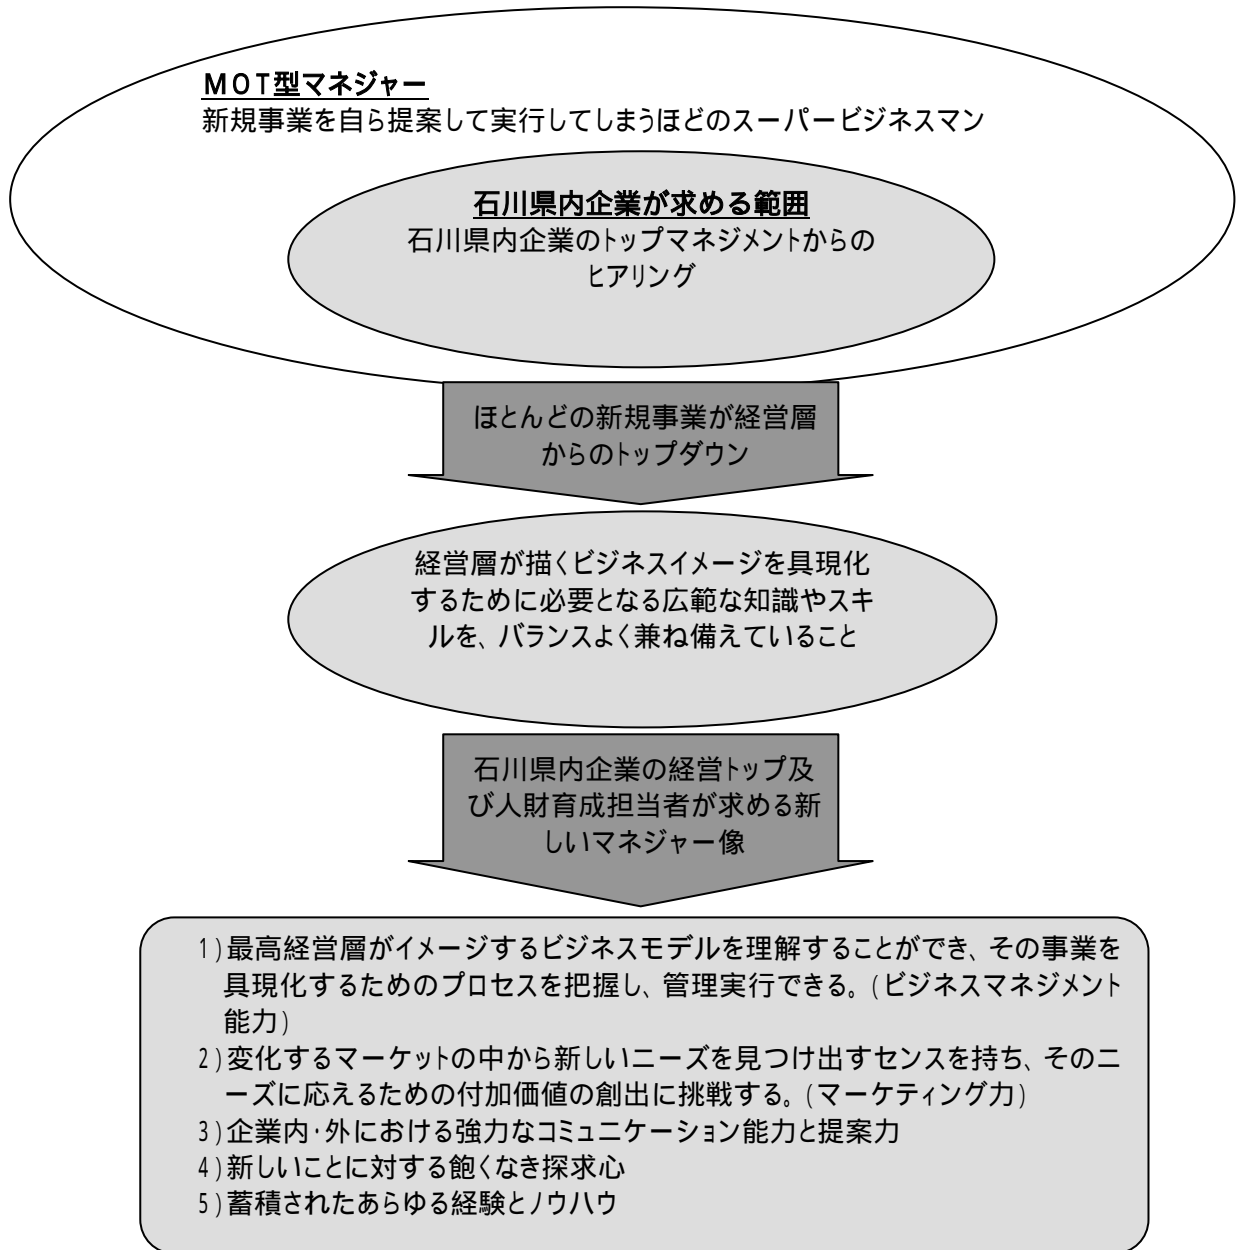 MOT型マネジャー
新規事業を自ら提案して実行してしまうほどのスーパービジネスマン
石川県内企業が求める範囲
石川県内企業のトップマネジメントからの
ヒアリング
ほとんどの新規事業が経営層
からのトップダウン
経営層が描くビジネスイメージを具現化
するために必要となる広範な知識やスキ
ルを、バランスよく兼ね備えていること
石川県内企業の経営トップ及
び人財育成担当者が求める新
しいマネジャー像
1)最高経営層がイメージするビジネスモデルを理解することができ、その事業を
具現化するためのプロセスを把握し、管理実行できる。(ビジネスマネジメント
能力)
2)変化するマーケットの中から新しいニーズを見つけ出すセンスを持ち、そのニ
ーズに応えるための付加価値の創出に挑戦する。(マーケティング力)
3)企業内・外における強力なコミュニケーション能力と提案力
4)新しいことに対する飽くなき探求心
5)蓄積されたあらゆる経験とノウハウ